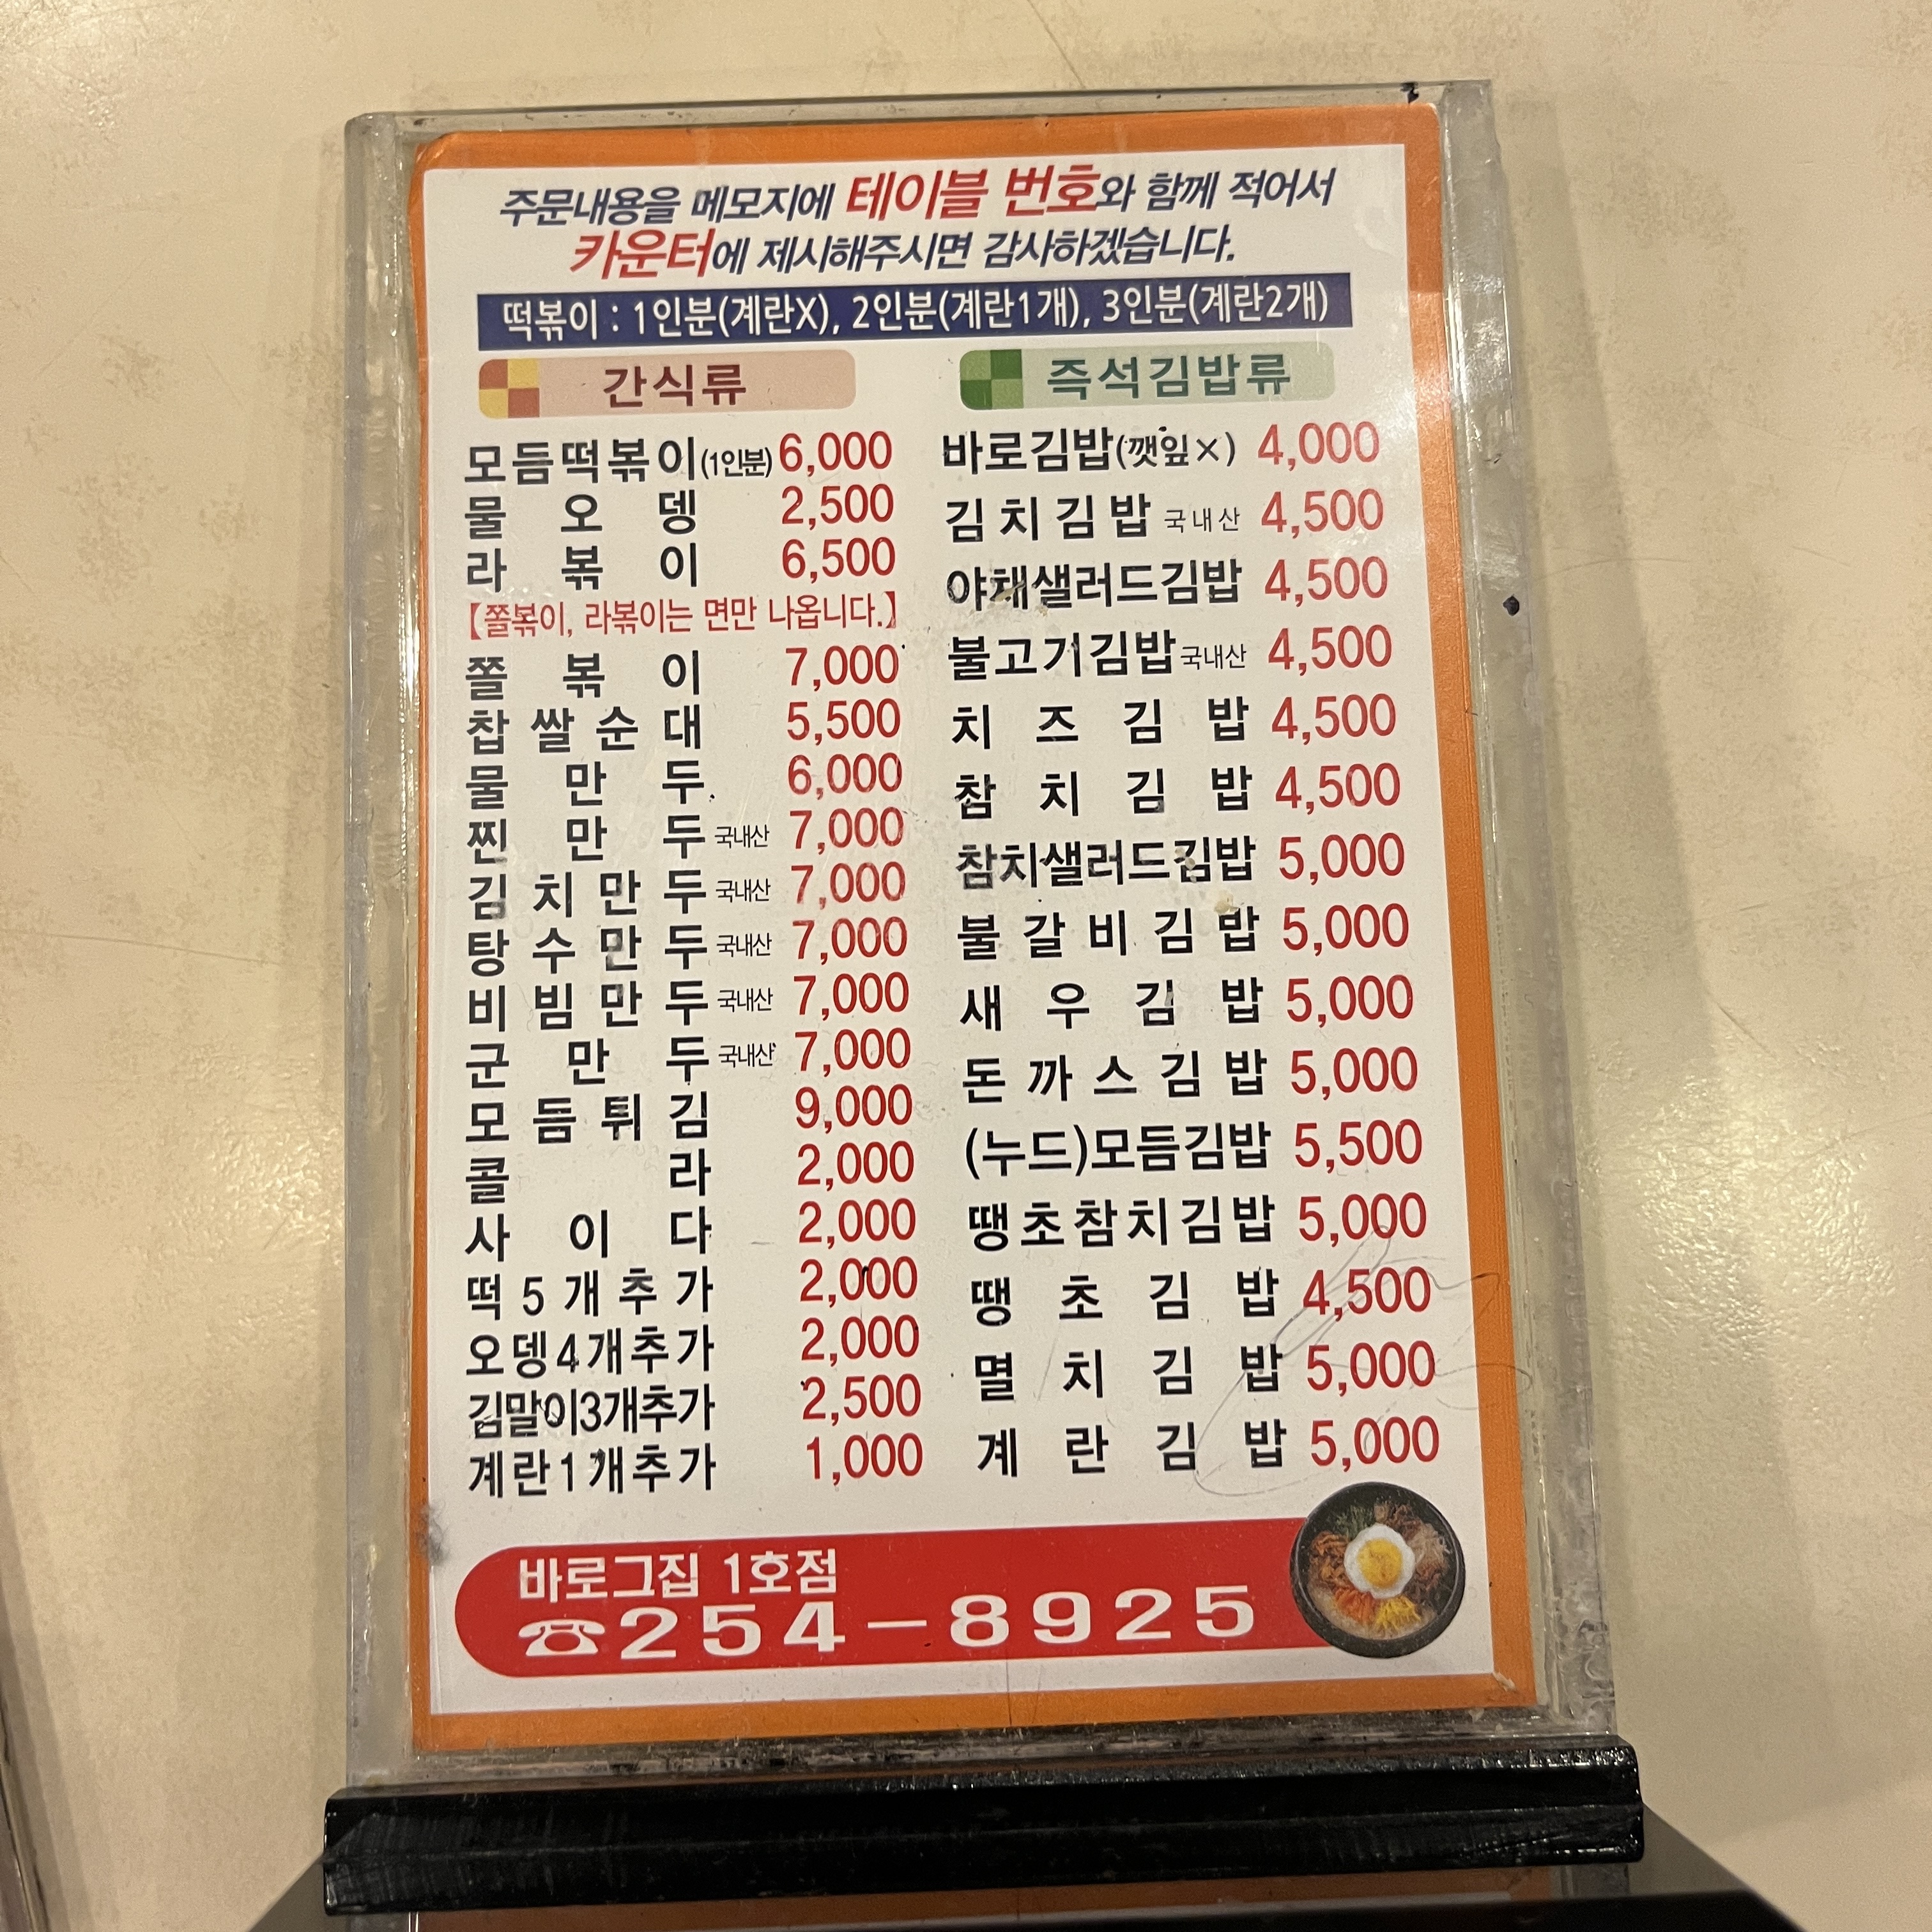 주문내용을 메모지에 테이블 번호와 함께 적어서
카운터에 제시해주시면 감사하겠습니다.
떡볶이 : 1인분(계란X), 2인분(계란1개), 3인분(계란2개)
간식류
모듬떡볶이(1인분) 6,000
물오뎅 2,500
라볶이 6,500
【쫄볶이, 라볶이는 면만 나옵니다.】
쫄볶이 7,000
찹쌀순대 5,500
물만두 6,000
찐만두 국내산 7,000
김치만두 국내산 7,000
탕수만두 국내산 7,000
비빔만두 국내산 7,000
군만두 국내산 7,000
모듬튀김 9,000
콜라 2,000
사이다 2,000
떡5개추가 2,000
오뎅4개추가 2,000
김말이3개추가 2,500
계란1개추가 1,000
즉석김밥류
바로김밥(깻잎×) 4,000
김치김밥 국내산 4,500
야채샐러드김밥 4,500
불고기김밥 국내산 4,500
치즈김밥 4,500
참치김밥 4,500
참치샐러드김밥 5,000
불갈비김밥 5,000
새우김밥 5,000
돈까스김밥 5,000
(누드)모듬김밥 5,500
땡초참치김밥 5,000
땡초김밥 4,500
멸치김밥 5,000
계란김밥 5,000
바로그집 1호점
☎254-8925